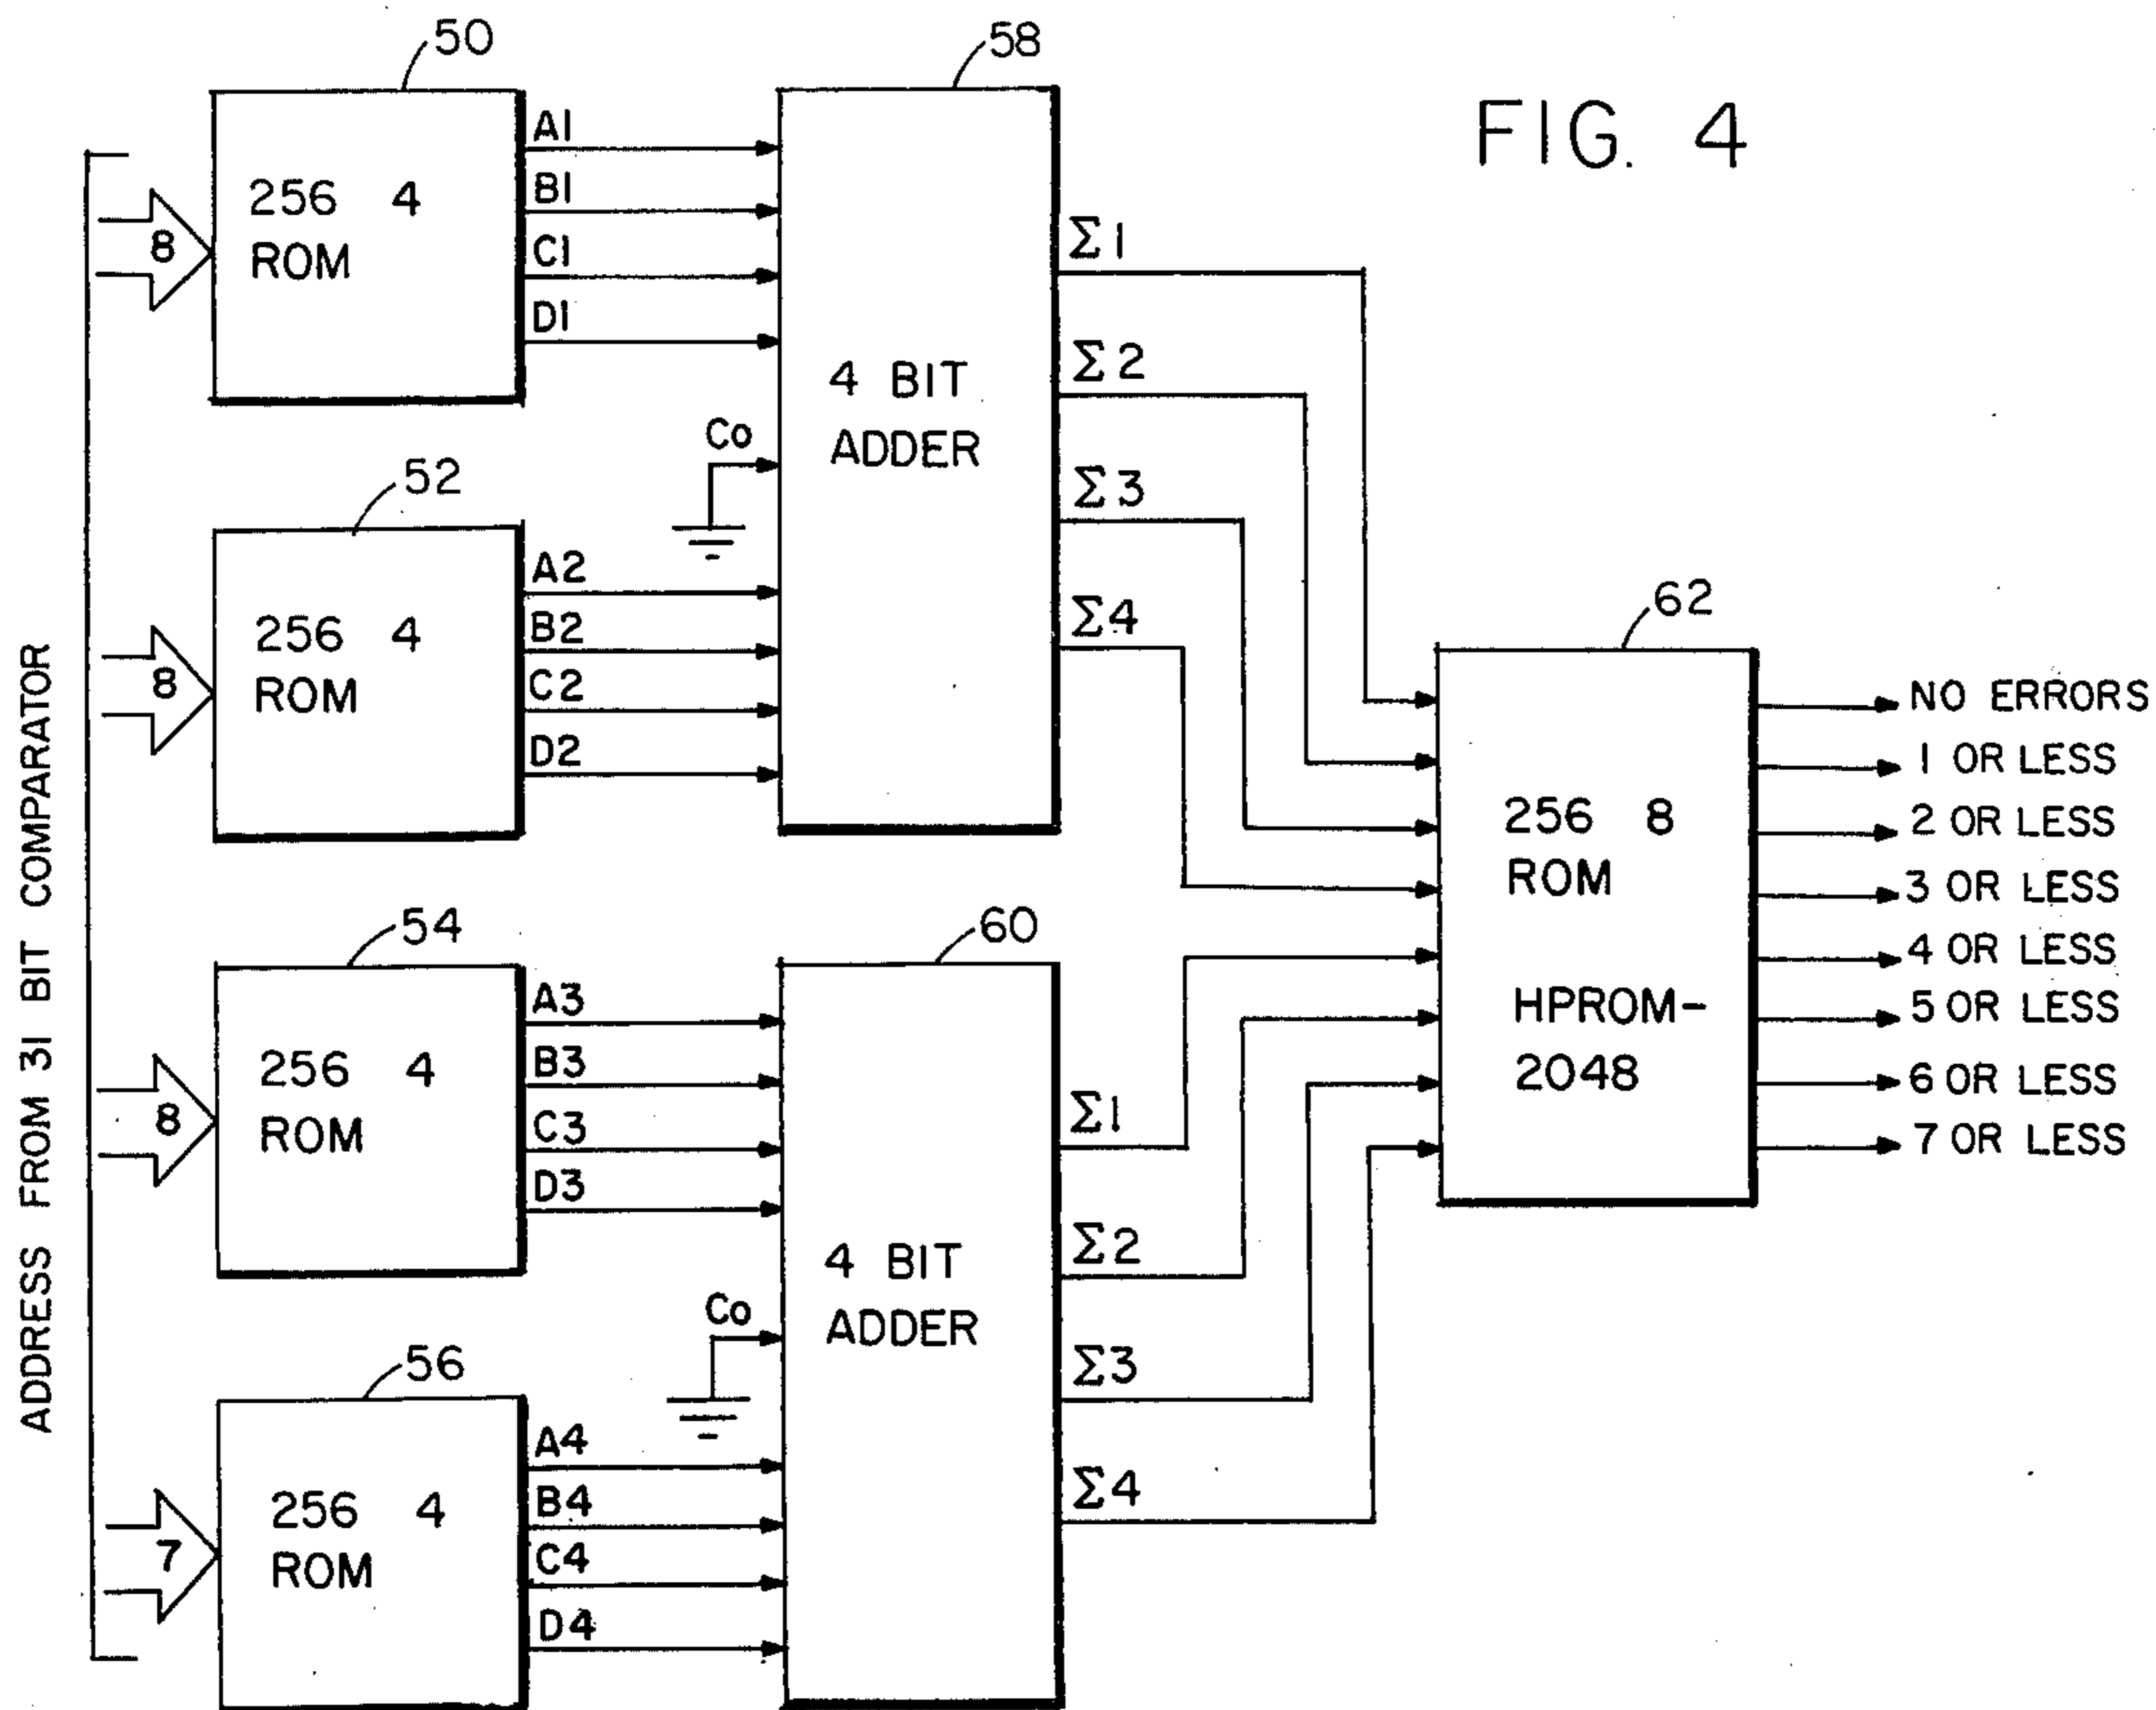 FIG. 4
ADDRESS FROM 31 BIT COMPARATOR
50
256 4
ROM
8
A1
B1
C1
D1
52
256 4
ROM
8
A2
B2
C2
D2
54
256 4
ROM
8
A3
B3
C3
D3
56
256 4
ROM
7
A4
B4
C4
D4
58
4 BIT
ADDER
Co
Σ1
Σ2
Σ3
Σ4
60
4 BIT
ADDER
Co
Σ1
Σ2
Σ3
Σ4
62
256 8
ROM
HPROM-
2048
NO ERRORS
1 OR LESS
2 OR LESS
3 OR LESS
4 OR LESS
5 OR LESS
6 OR LESS
7 OR LESS